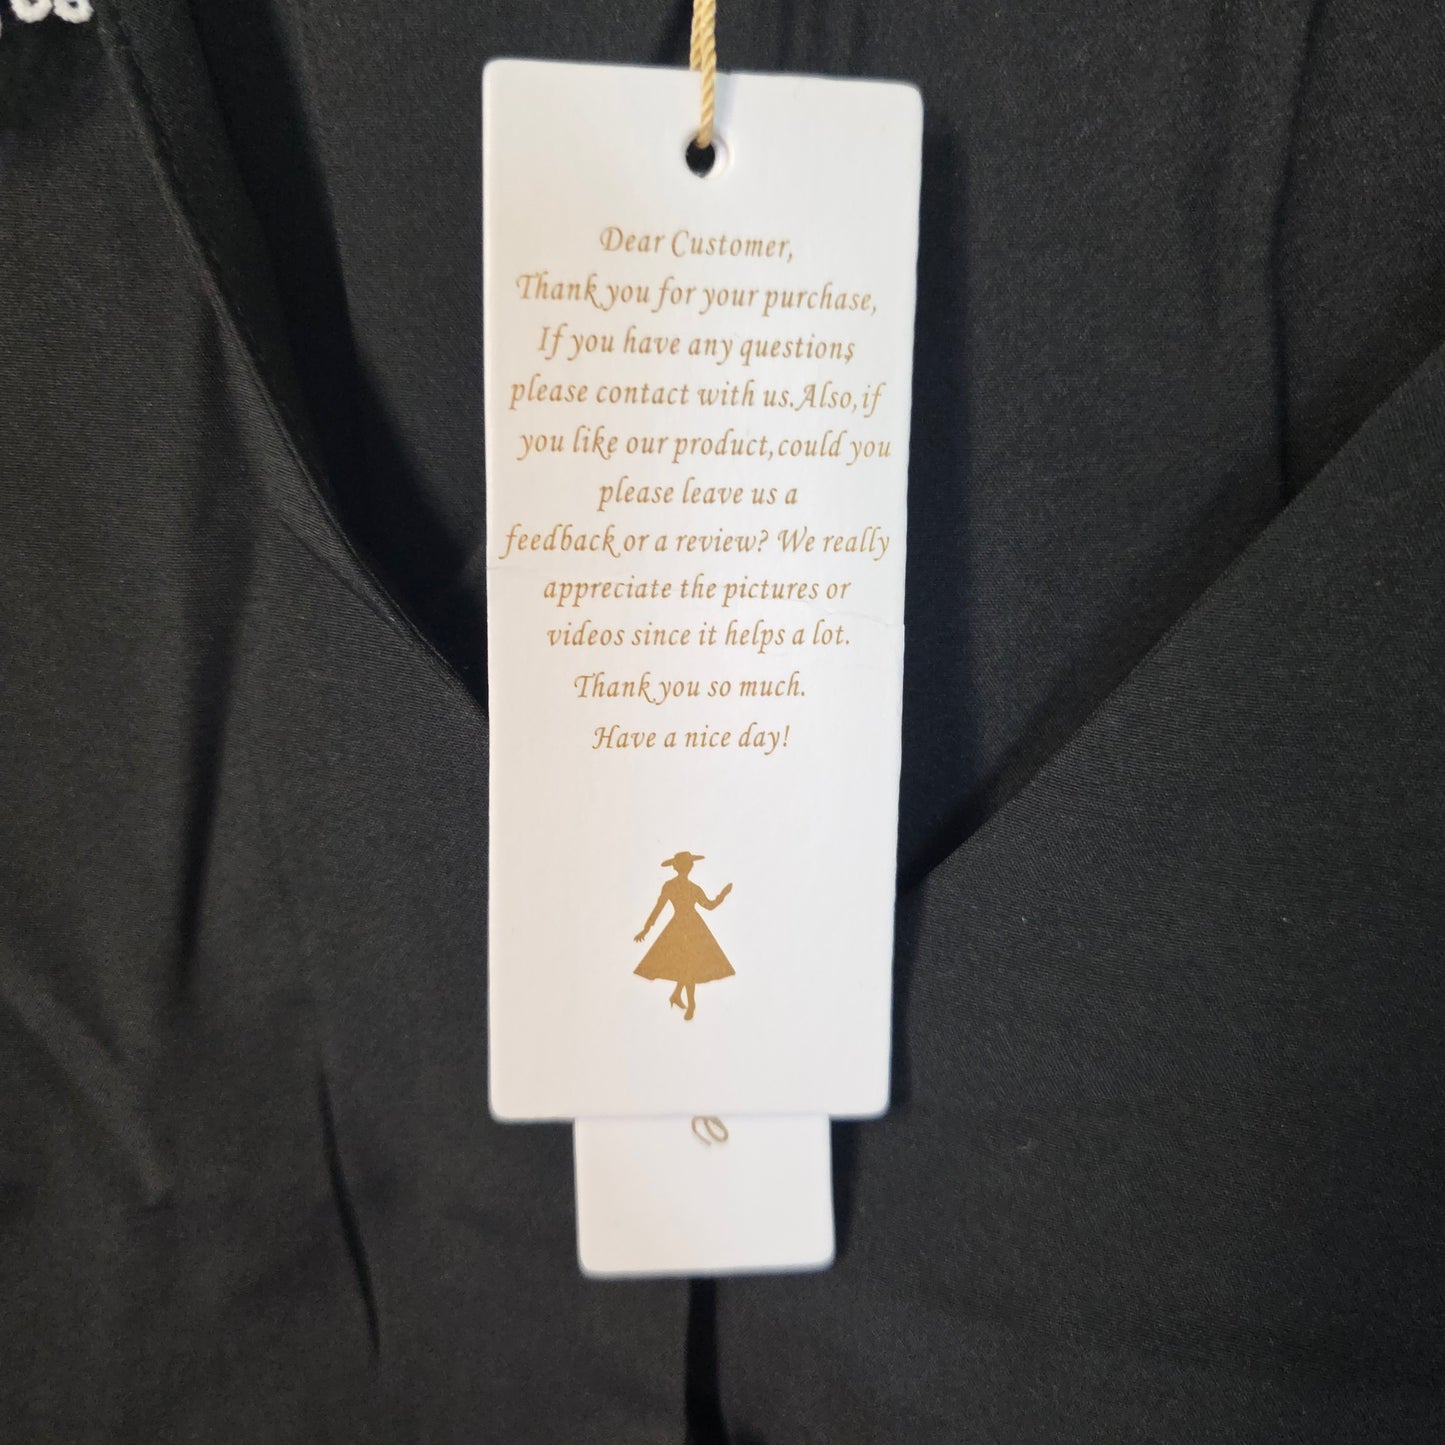 Dear Customer,
Thank you for your purchase,
If you have any questions,
please contact with us.Also,if
you like our product,could you
please leave us a
feedback or a review? We really
appreciate the pictures or
videos since it helps a lot.
Thank you so much.
Have a nice day!